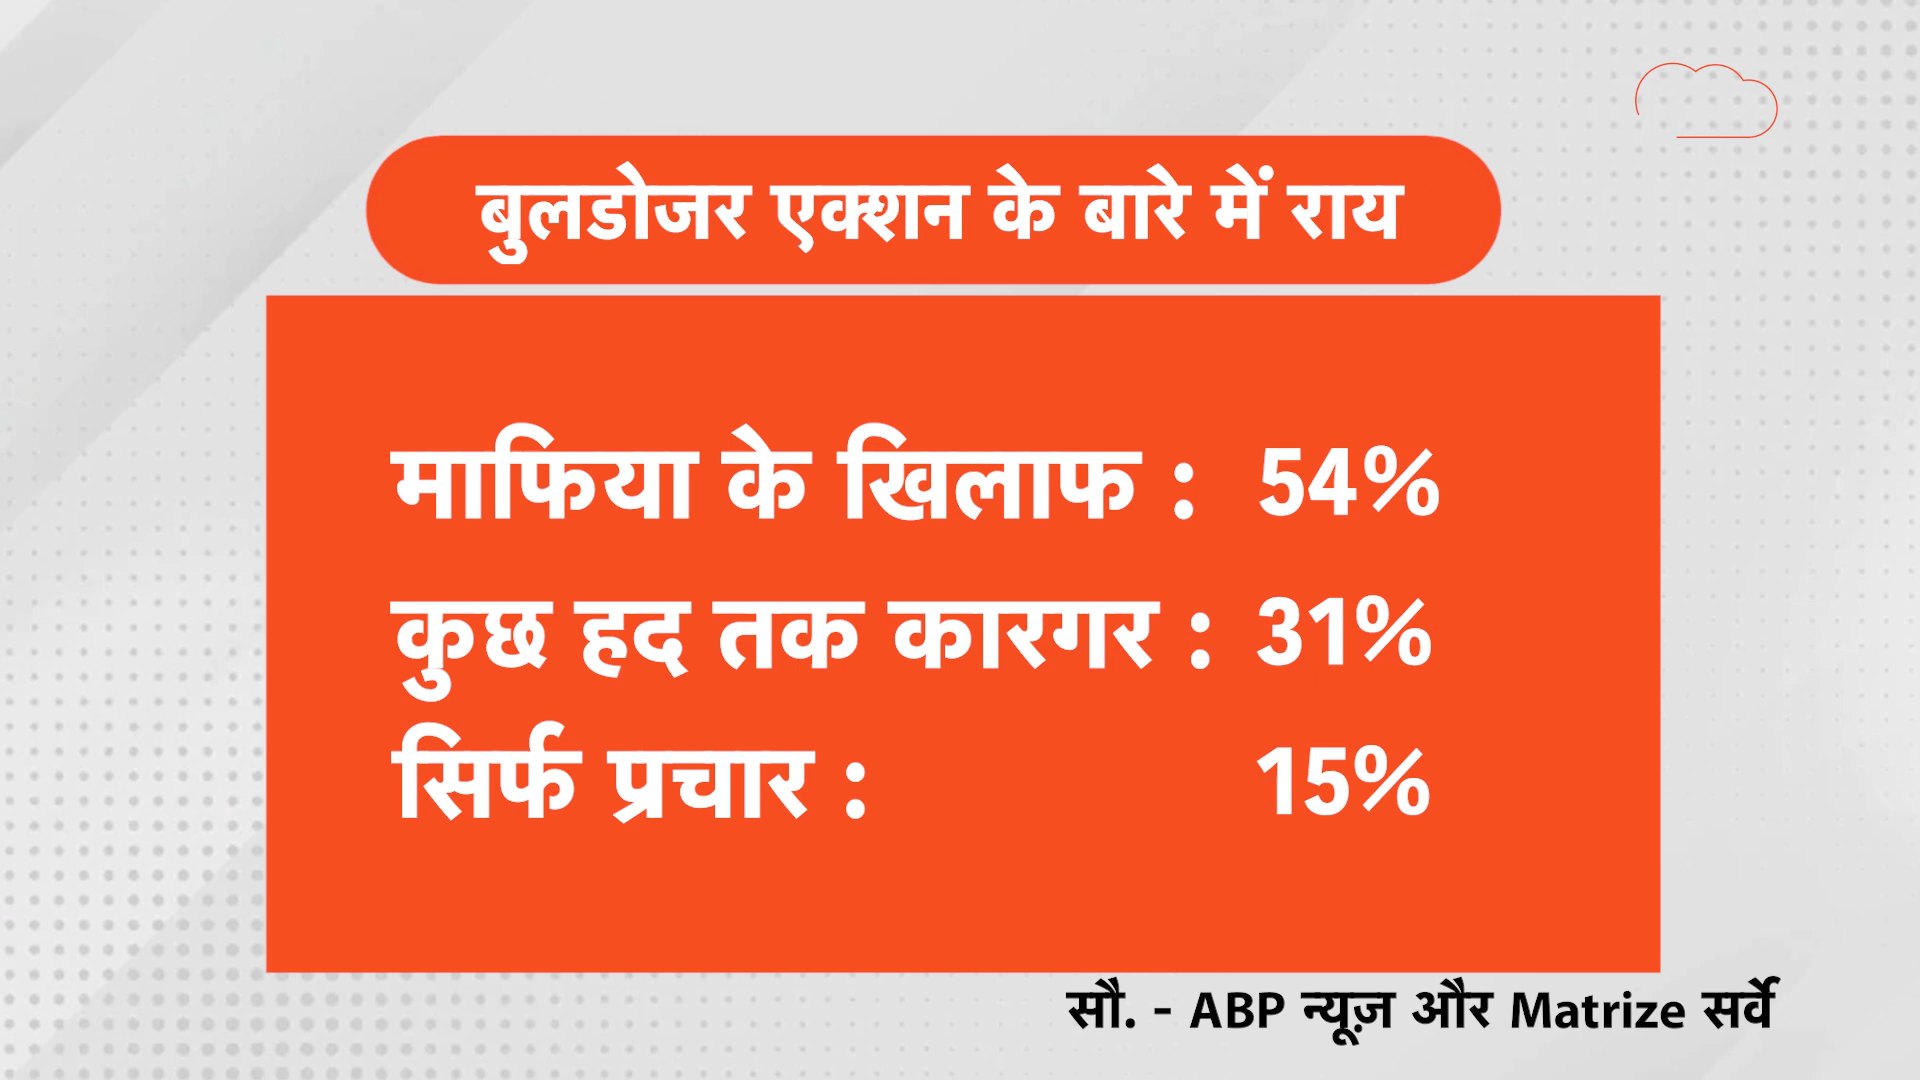 बुलडोजर एक्शन के बारे में राय
माफिया के खिलाफ : 54%
कुछ हद तक कारगर : 31%
सिर्फ प्रचार : 15%
सौ. - ABP न्यूज़ और Matrize सर्वे